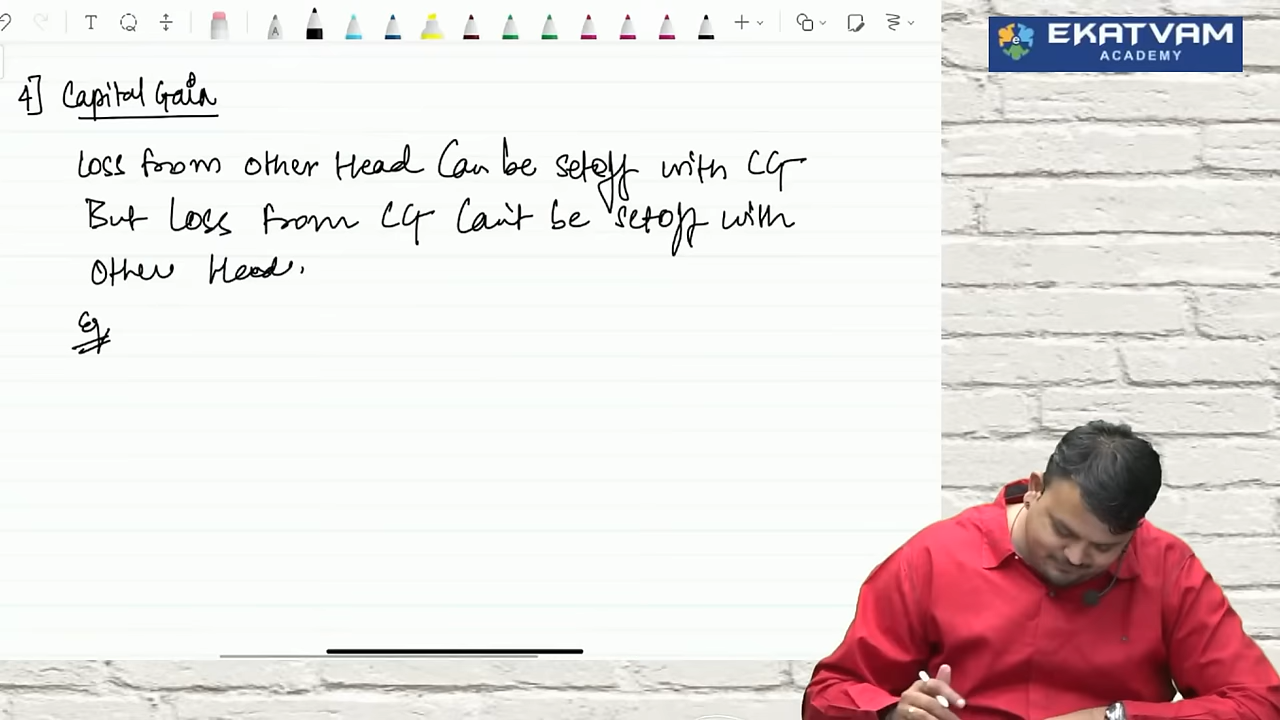 EKATVAM
ACADEMY
4] Capital Gain
Loss from other Head Can be setoff with CG
But Loss from CG Can't be setoff with
Other Head.
Eg